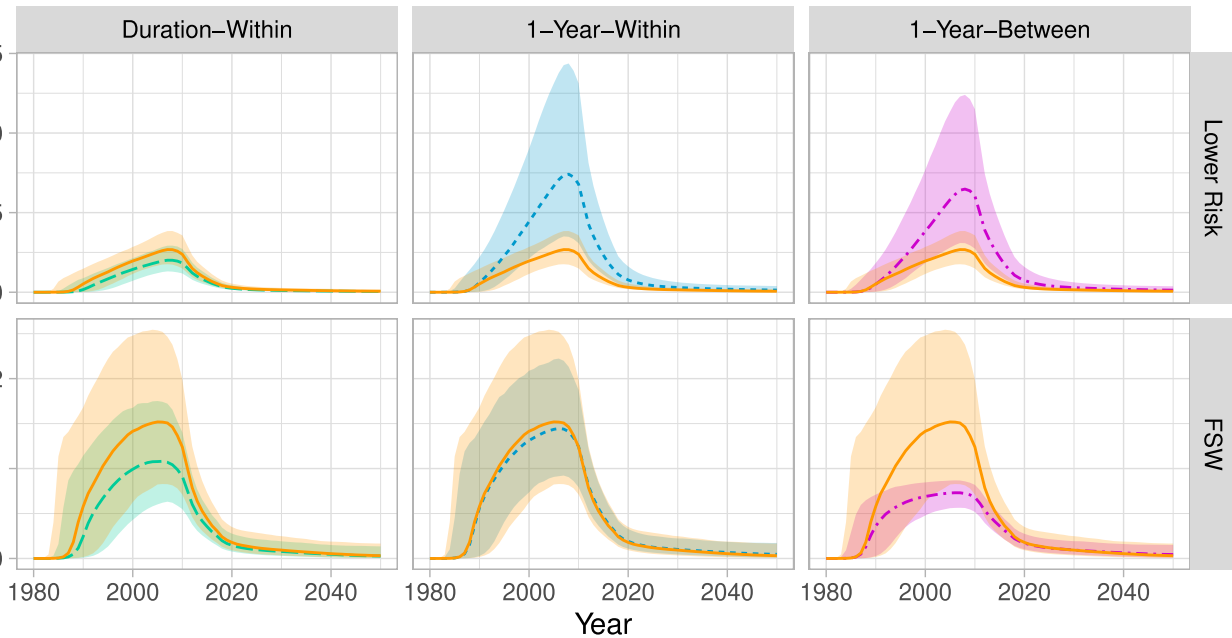 Duration−Within 1−Year−Within 1−Year−Between
Lower Risk
FSW
1980 2000 2020 2040 1980 2000 2020 2040 1980 2000 2020 2040
Year